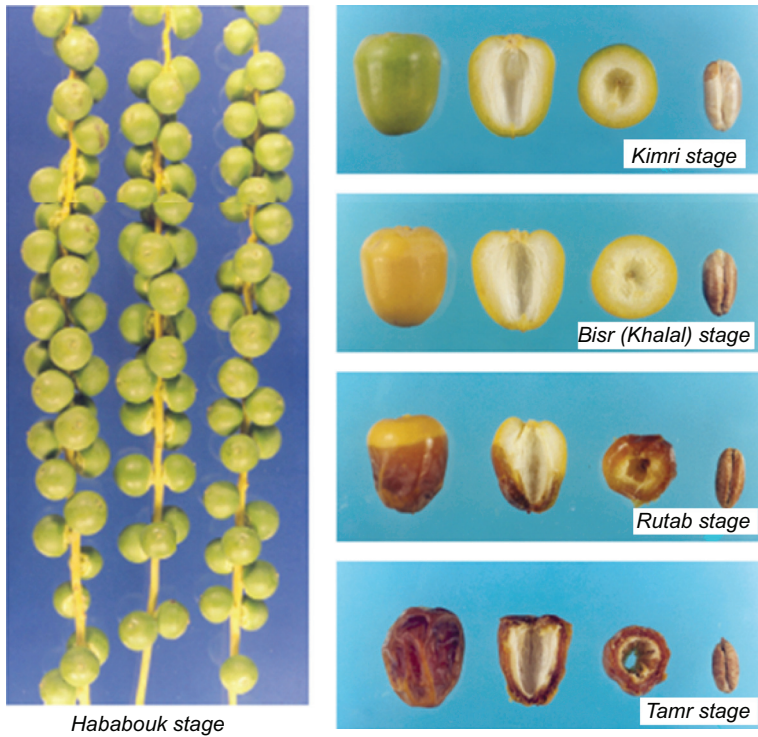 Kimri stage
Bisr (Khalal) stage
Rutab stage
Tamr stage
Hababouk stage